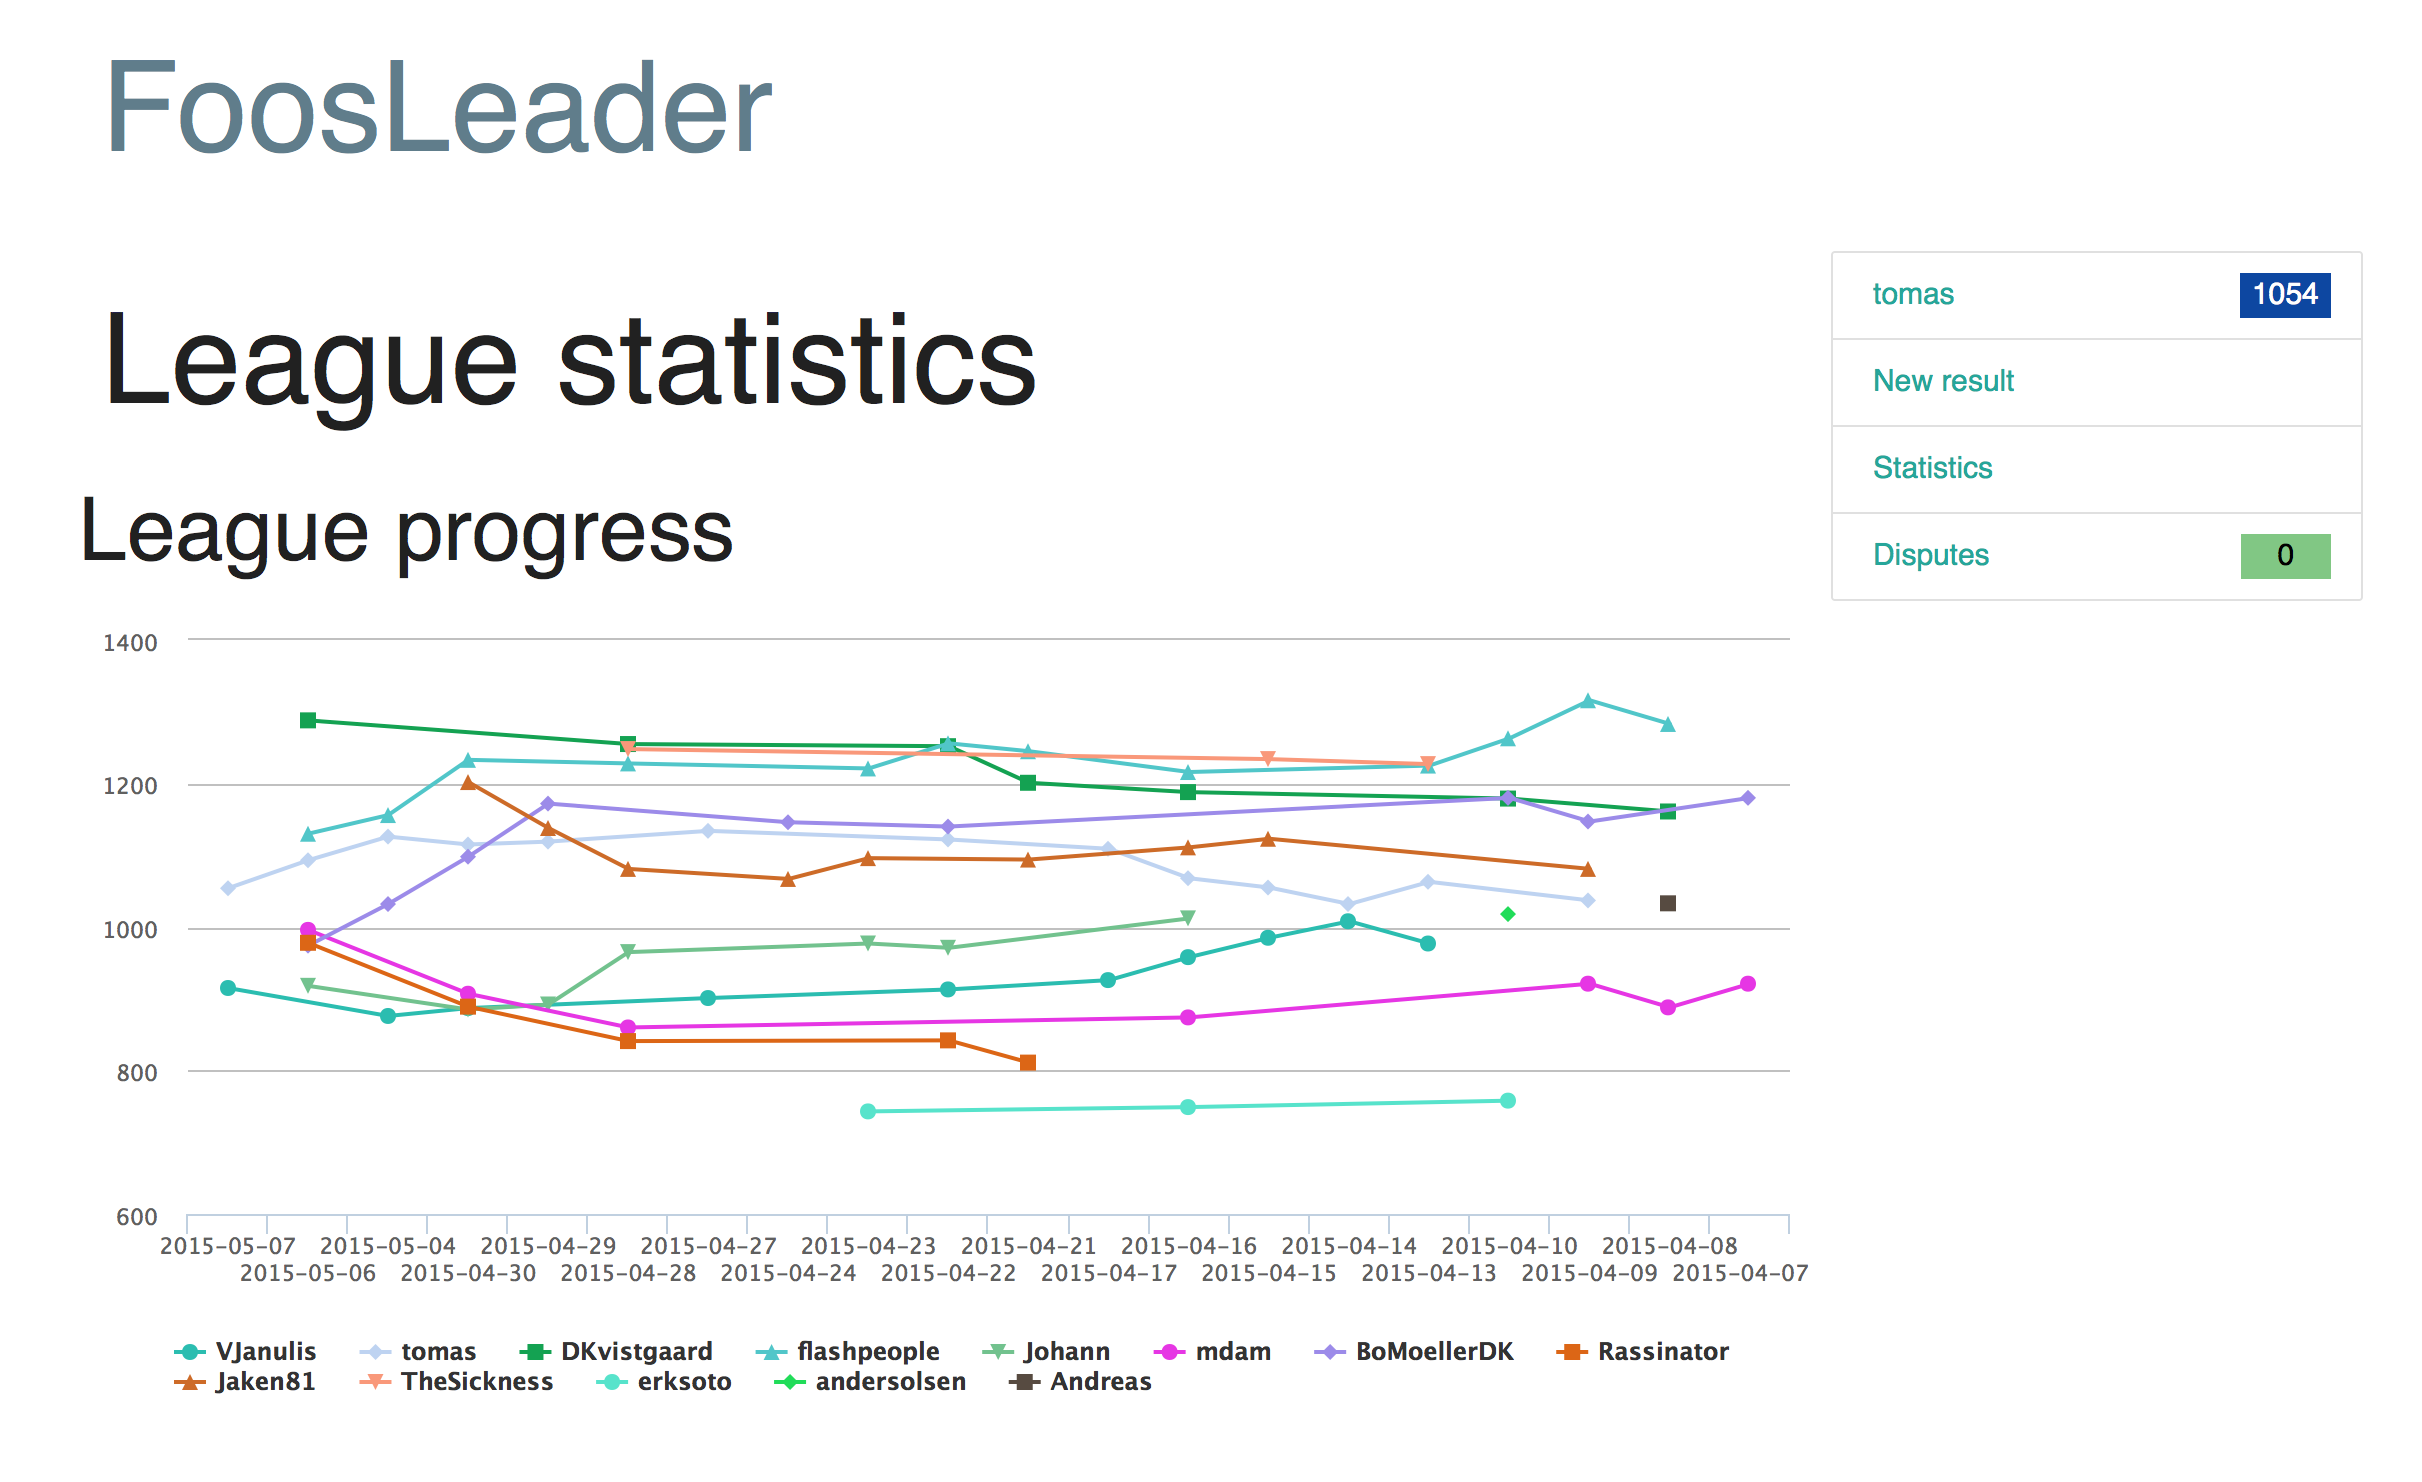 FoosLeader
League statistics
League progress
tomas 1054
New result
Statistics
Disputes 0
1400
1200
1000
800
600
2015-05-07 2015-05-04 2015-04-29 2015-04-27 2015-04-23 2015-04-21 2015-04-16 2015-04-14 2015-04-10 2015-04-08
2015-05-06 2015-04-30 2015-04-28 2015-04-24 2015-04-22 2015-04-17 2015-04-15 2015-04-13 2015-04-09 2015-04-07
VJanulis tomas DKvistgaard flashpeople Johann mdam BoMoellerDK Rassinator
Jaken81 TheSickness erksoto andersolsen Andreas